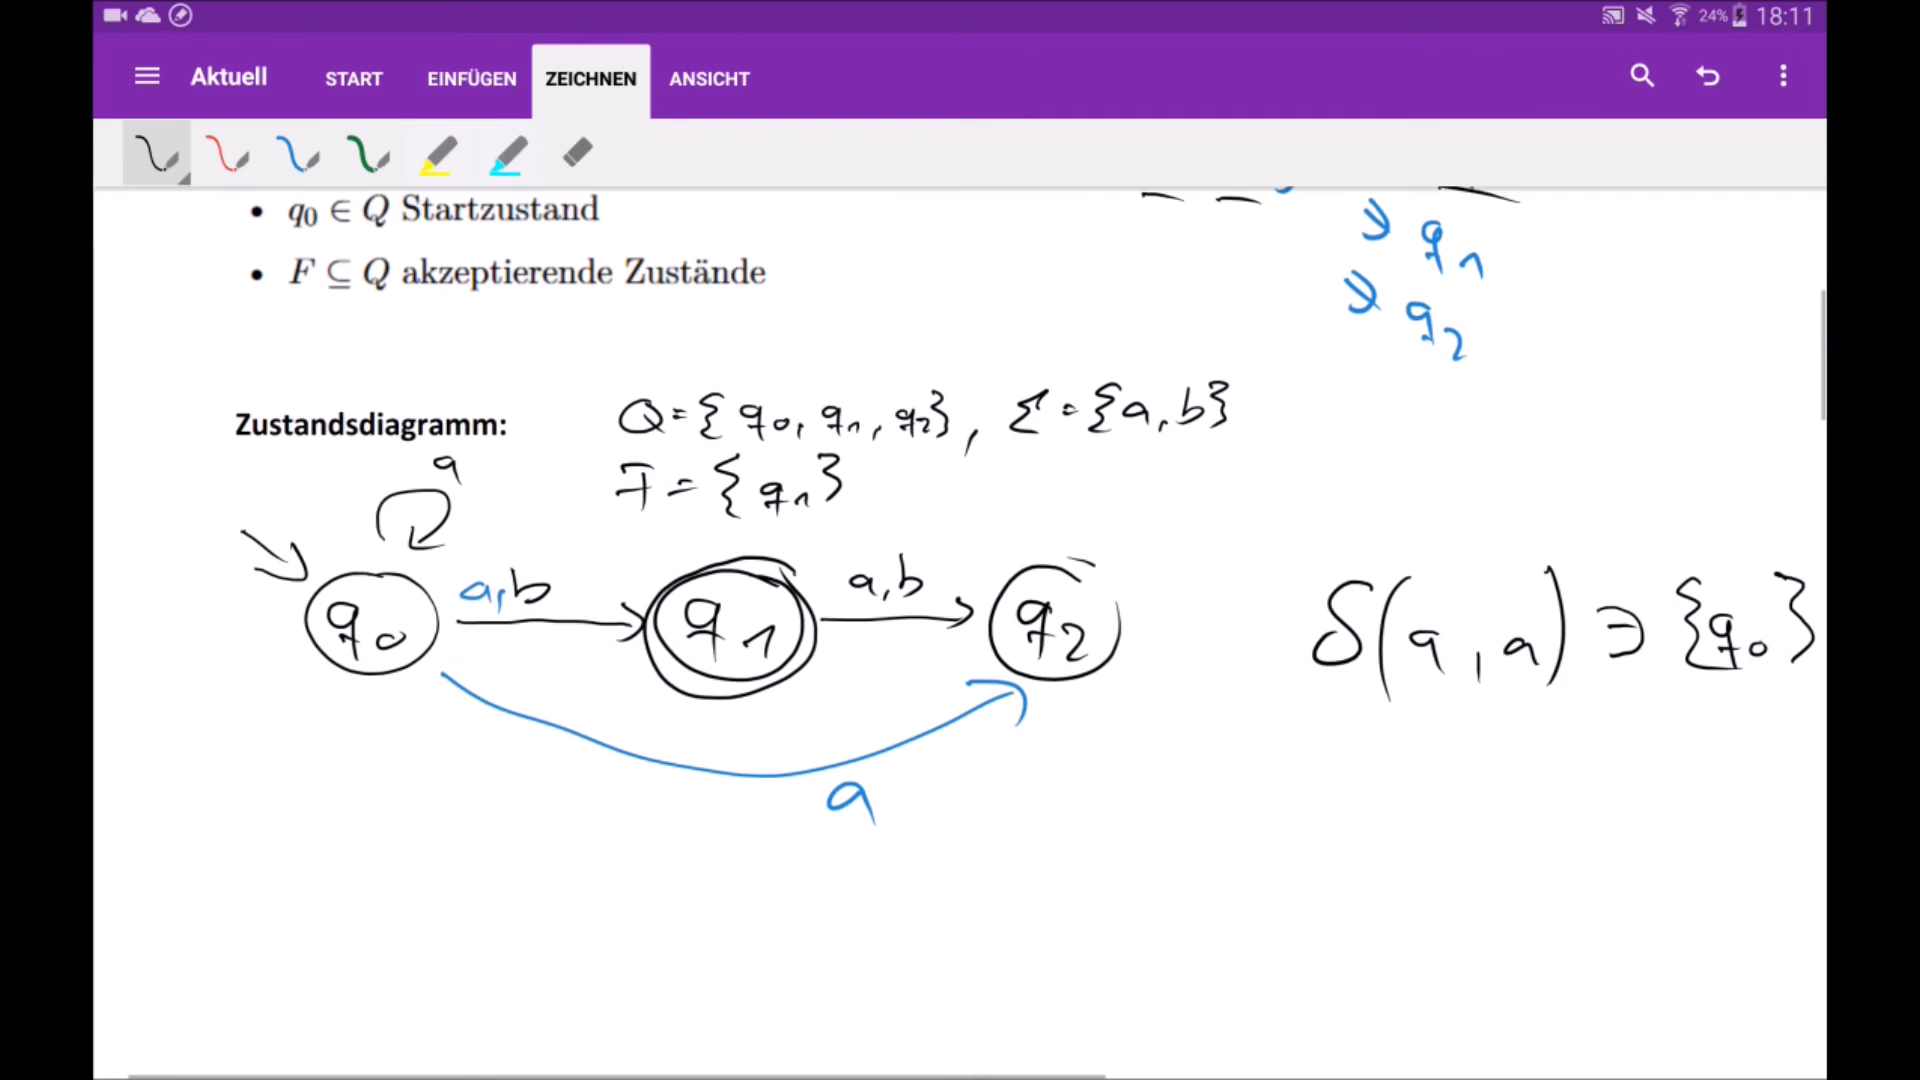 24% 18:11
Aktuell START EINFÜGEN ZEICHNEN ANSICHT
• q₀ ∈ Q Startzustand
• F ⊆ Q akzeptierende Zustände
q₁
q₂
Zustandsdiagramm:
Q = {q₀, q₁, q₂}, Σ = {a, b}
F = {q₁}
a
a,b
a,b
q₀ q₁ q₂
δ(q, a) ∋ {q₀}
a